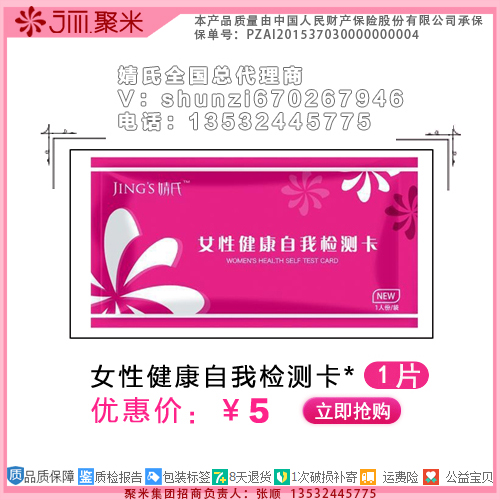 jimi.聚米
本产品质量由中国人民财产保险股份有限公司承保
保单号：PZAI201537030000000004
婧氏全国总代理商
V：shunzi670267946
电话：13532445775
JING'S 婧氏™
女性健康自我检测卡
WOMEN'S HEALTH SELF TEST CARD
NEW
1人份/袋
女性健康自我检测卡* 1片
优惠价：￥5 立即抢购
质 品质保障 鉴 质检报告 包装标签 7+ 8天退货 1次破损补寄 运费险 公益宝贝
聚米集团招商负责人：张顺 13532445775